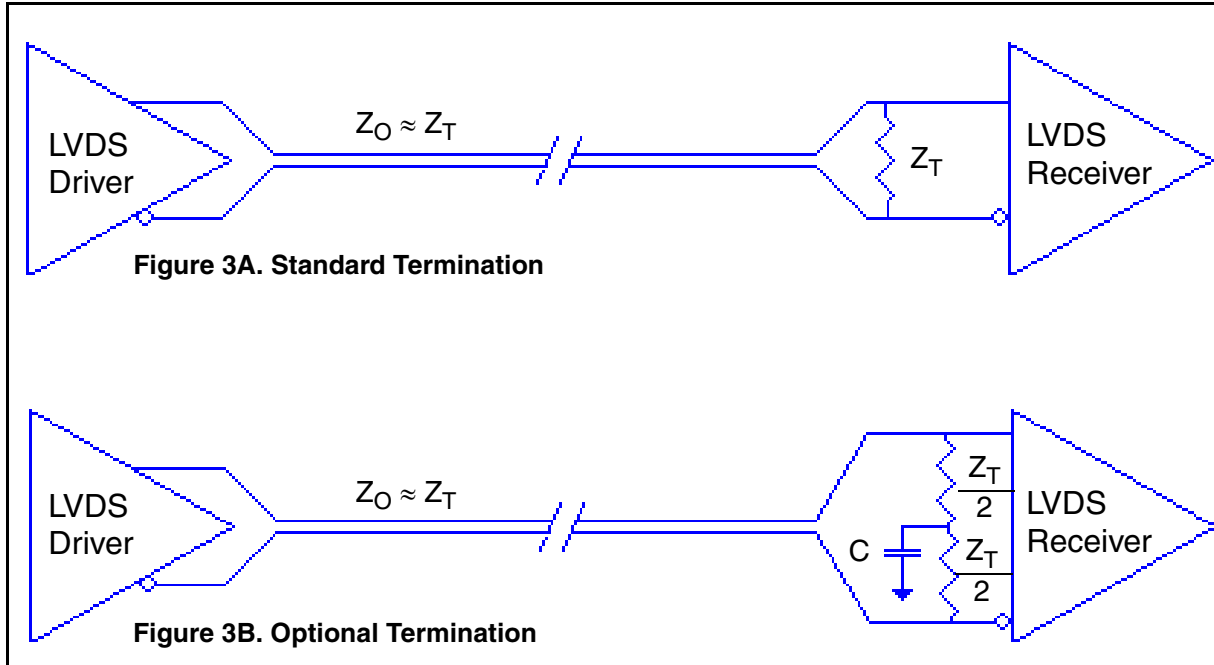 LVDS
Driver
Z_O ≈ Z_T
Z_T
LVDS
Receiver
Figure 3A. Standard Termination
LVDS
Driver
Z_O ≈ Z_T
C
Z_T
2
Z_T
2
LVDS
Receiver
Figure 3B. Optional Termination